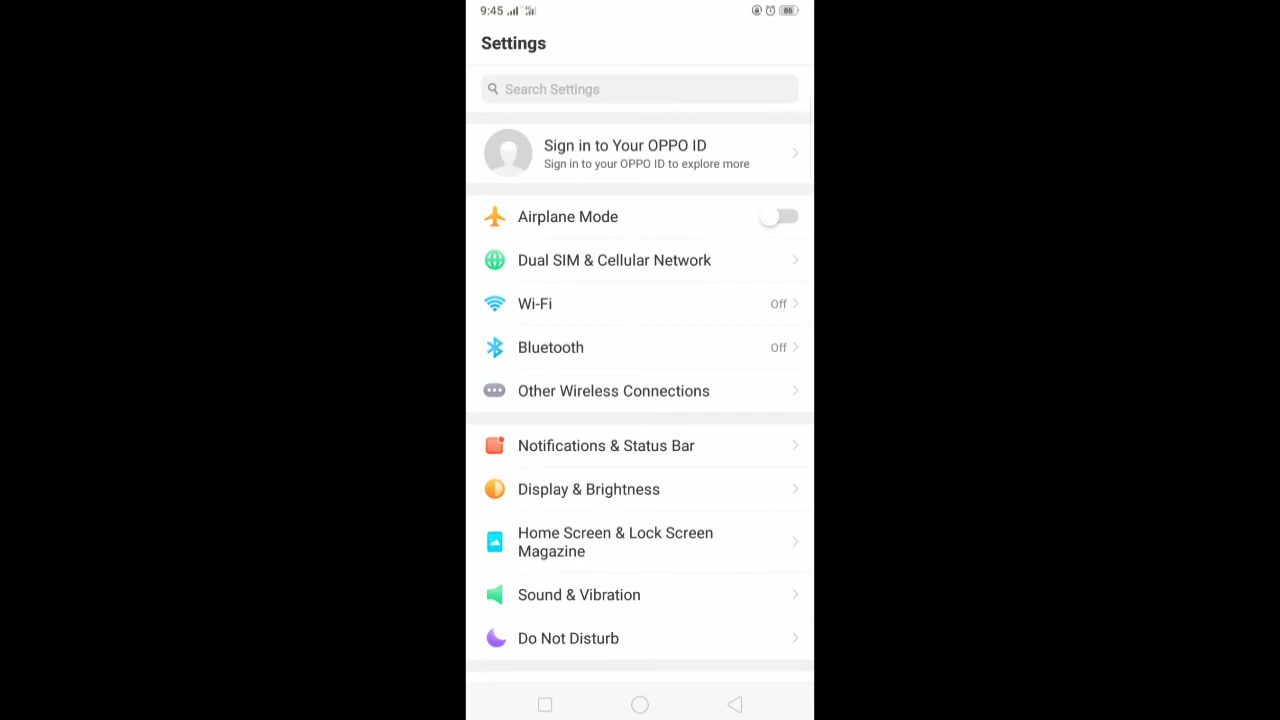 9:45
86
Settings
Search Settings
Sign in to Your OPPO ID
Sign in to your OPPO ID to explore more
Airplane Mode
Dual SIM & Cellular Network
Wi-Fi Off
Bluetooth Off
Other Wireless Connections
Notifications & Status Bar
Display & Brightness
Home Screen & Lock Screen
Magazine
Sound & Vibration
Do Not Disturb